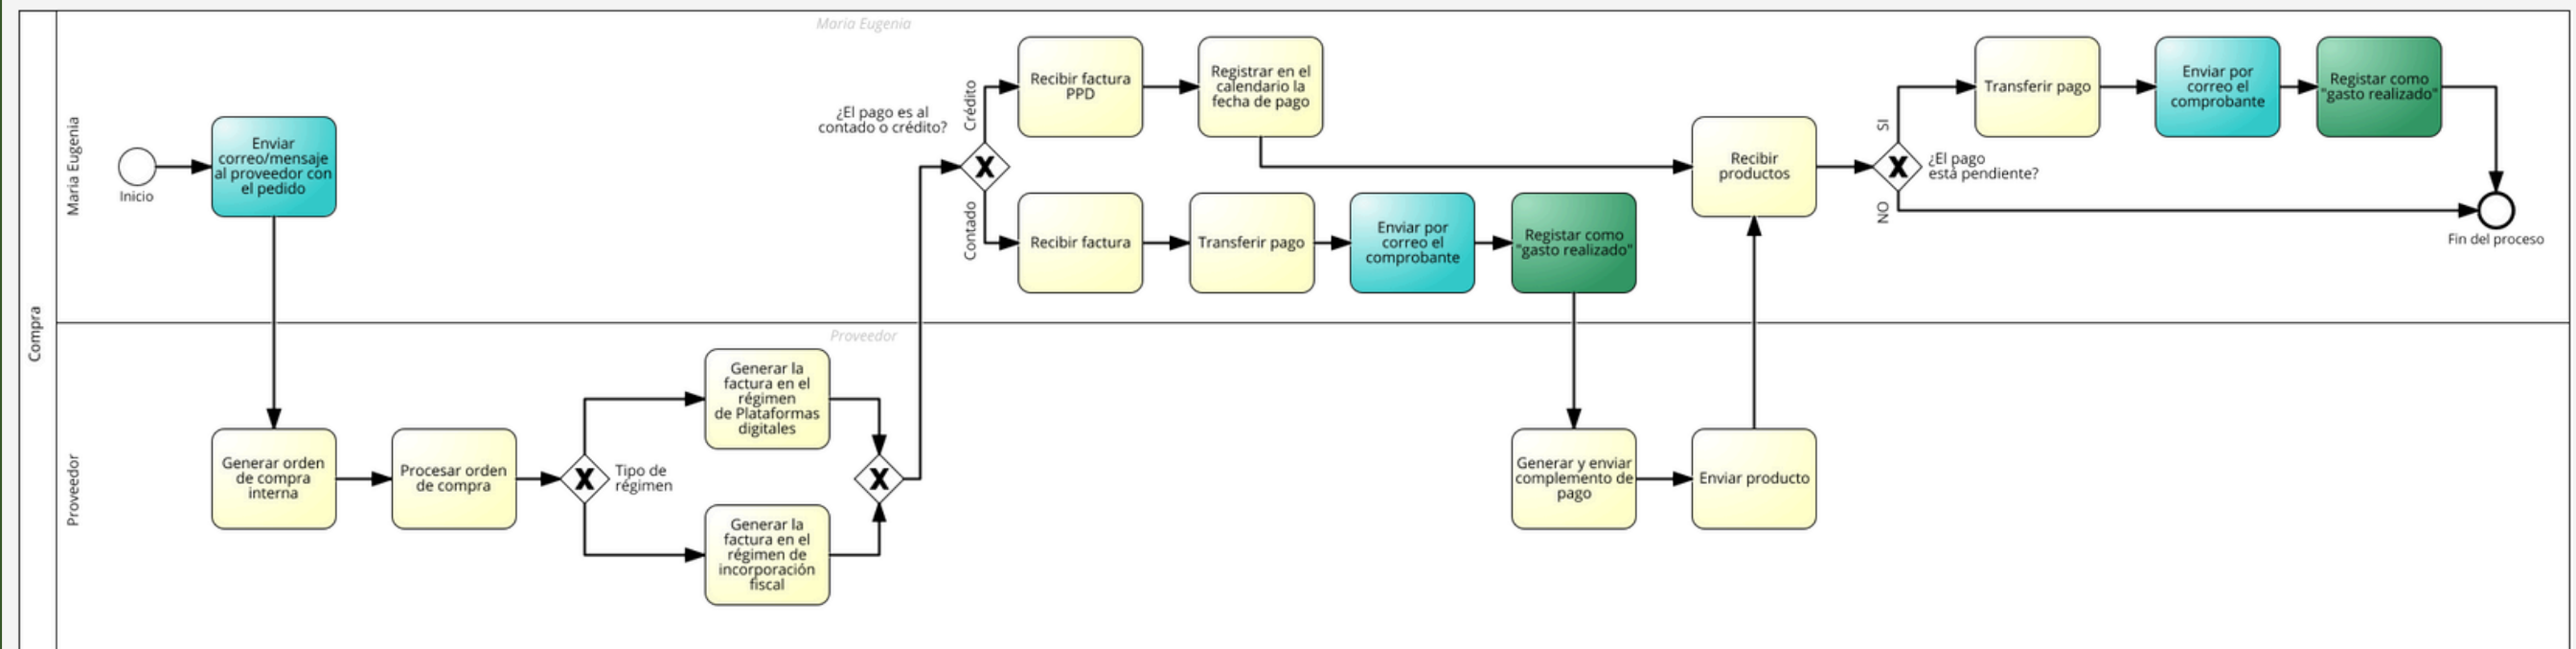 Compra
Maria Eugenia
Maria Eugenia
Inicio
Enviar
correo/mensaje
al proveedor con
el pedido
¿El pago es al
contado o crédito?
Crédito
Recibir factura
PPD
Registrar en el
calendario la
fecha de pago
Contado
Recibir factura
Transferir pago
Enviar por
correo el
comprobante
Registar como
"gasto realizado"
Recibir
productos
¿El pago
está pendiente?
SI
Transferir pago
Enviar por
correo el
comprobante
Registar como
"gasto realizado"
NO
Fin del proceso
Proveedor
Proveedor
Generar orden
de compra
interna
Procesar orden
de compra
Tipo de
régimen
Generar la
factura en el
régimen
de Plataformas
digitales
Generar la
factura en el
régimen de
incorporación
fiscal
Generar y enviar
complemento de
pago
Enviar producto